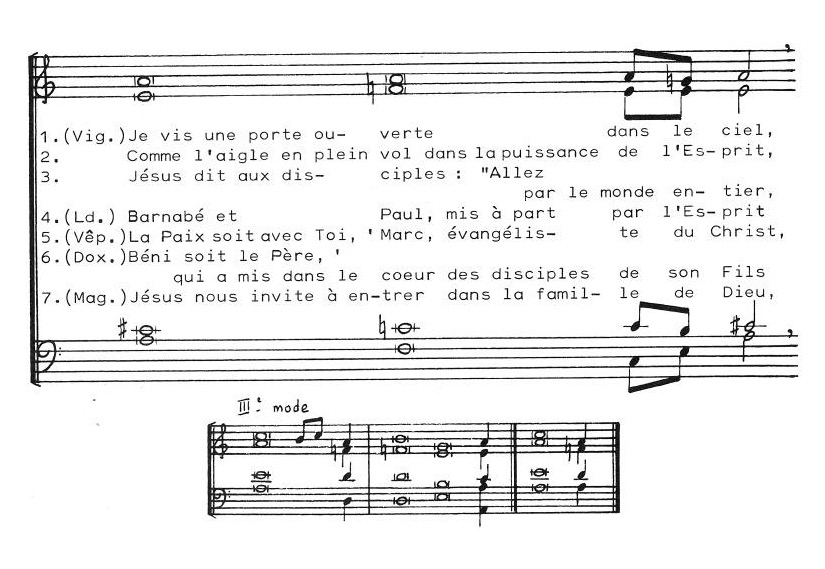 1.(Vig.)Je vis une porte ou- verte dans le ciel,
2. Comme l'aigle en plein vol dans la puissance de l'Es-prit,
3. Jésus dit aux dis- ciples : "Allez
par le monde en- tier,
4.(Ld.) Barnabé et Paul, mis à part par l'Es-prit
5.(Vêp.)La Paix soit avec Toi, ' Marc, évangélis- te du Christ,
6.(Dox.)Béni soit le Père, '
qui a mis dans le coeur des disciples de son Fils
7.(Mag.)Jésus nous invite à en-trer dans la famil- le de Dieu,
IIIe mode